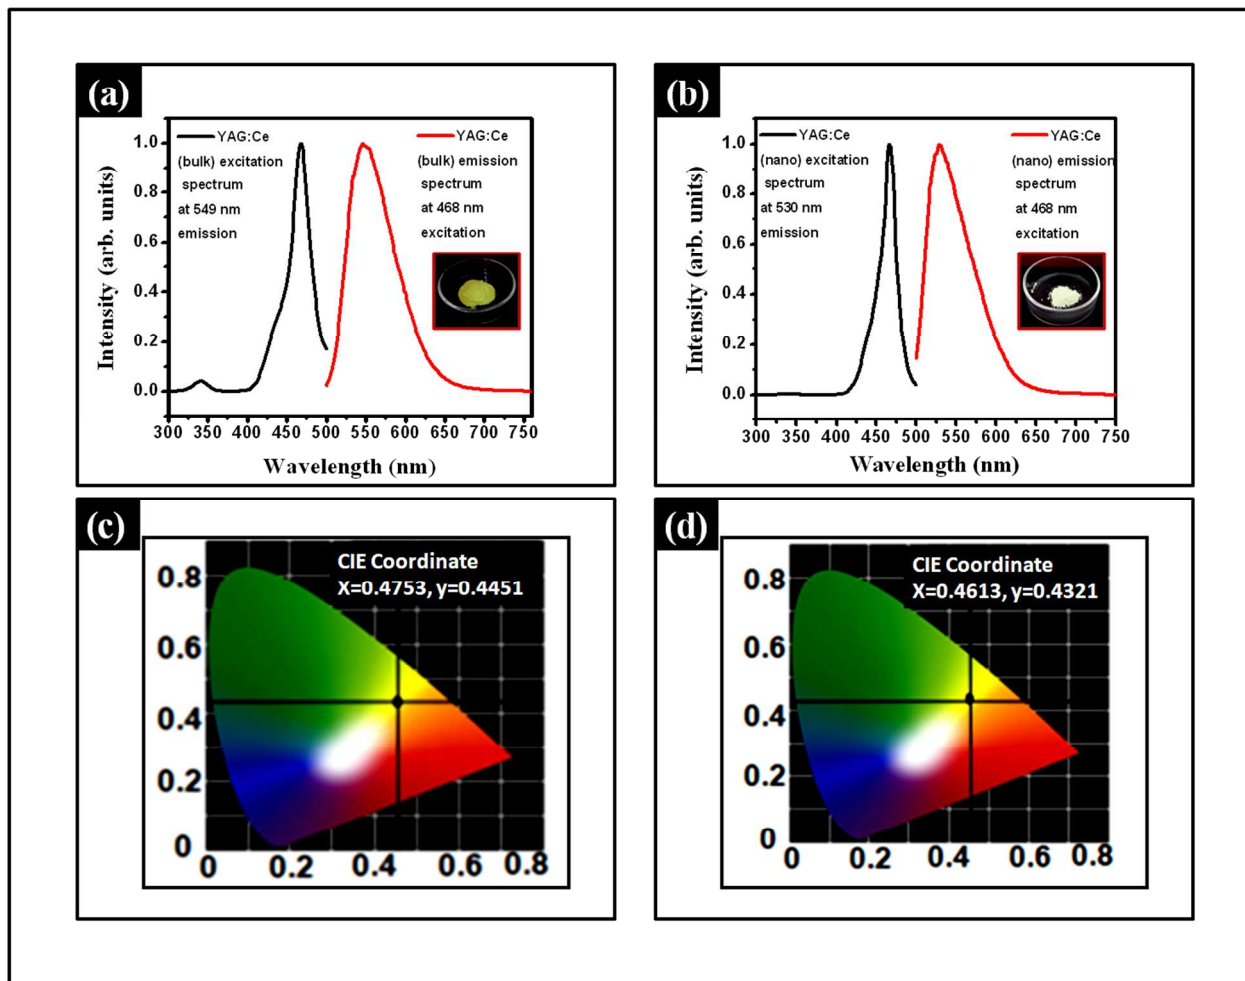 (a)
YAG:Ce
(bulk) excitation
spectrum
at 549 nm
emission
YAG:Ce
(bulk) emission
spectrum
at 468 nm
excitation
Intensity (arb. units)
1.0
0.8
0.6
0.4
0.2
0.0
300 350 400 450 500 550 600 650 700 750
Wavelength (nm)
(b)
YAG:Ce
(nano) excitation
spectrum
at 530 nm
emission
YAG:Ce
(nano) emission
spectrum
at 468 nm
excitation
Intensity (arb. units)
1.0
0.8
0.6
0.4
0.2
0.0
300 350 400 450 500 550 600 650 700 750
Wavelength (nm)
(c)
CIE Coordinate
X=0.4753, y=0.4451
0.8
0.6
0.4
0.2
0
0 0.2 0.4 0.6 0.8
(d)
CIE Coordinate
X=0.4613, y=0.4321
0.8
0.6
0.4
0.2
0
0 0.2 0.4 0.6 0.8